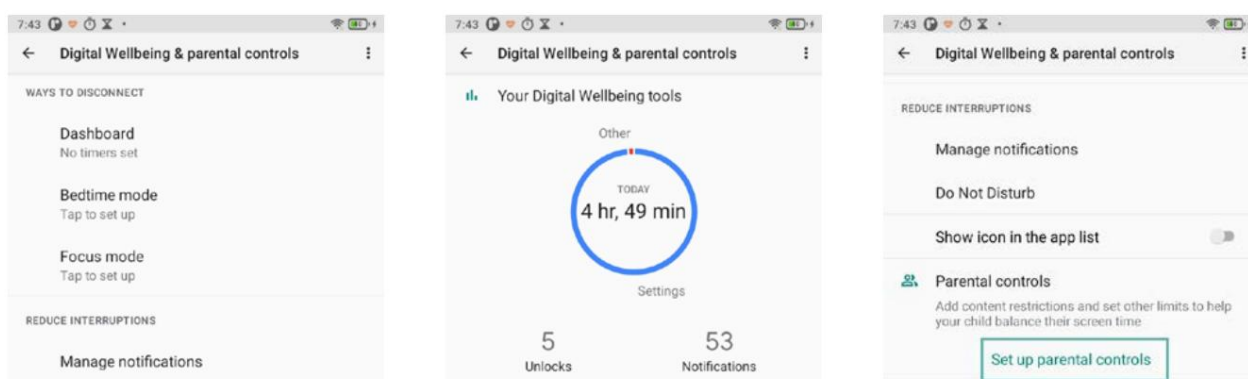 7:43
Digital Wellbeing & parental controls
WAYS TO DISCONNECT
Dashboard
No timers set
Bedtime mode
Tap to set up
Focus mode
Tap to set up
REDUCE INTERRUPTIONS
Manage notifications
7:43
Digital Wellbeing & parental controls
Your Digital Wellbeing tools
Other
TODAY
4 hr, 49 min
Settings
5
Unlocks
53
Notifications
7:43
Digital Wellbeing & parental controls
REDUCE INTERRUPTIONS
Manage notifications
Do Not Disturb
Show icon in the app list
Parental controls
Add content restrictions and set other limits to help
your child balance their screen time
Set up parental controls